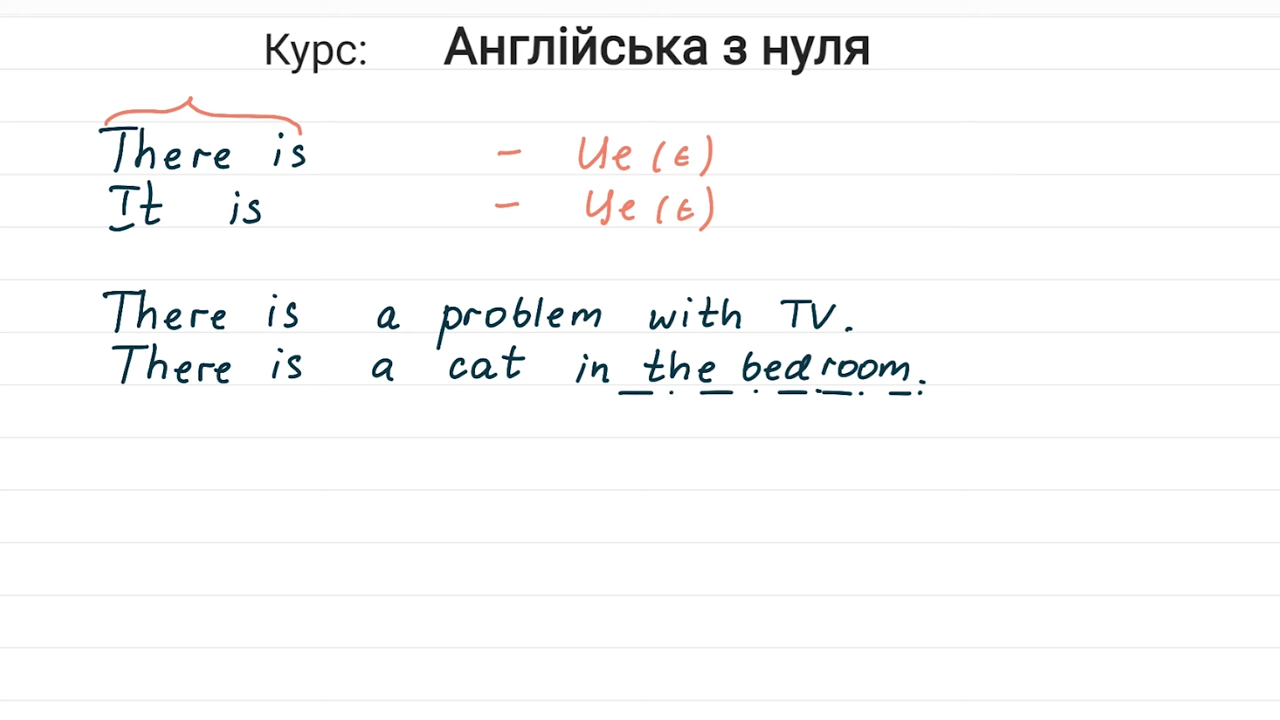 Курс: Англійська з нуля
There is - Це (є)
It is - Це (є)
There is a problem with TV.
There is a cat in the bedroom.